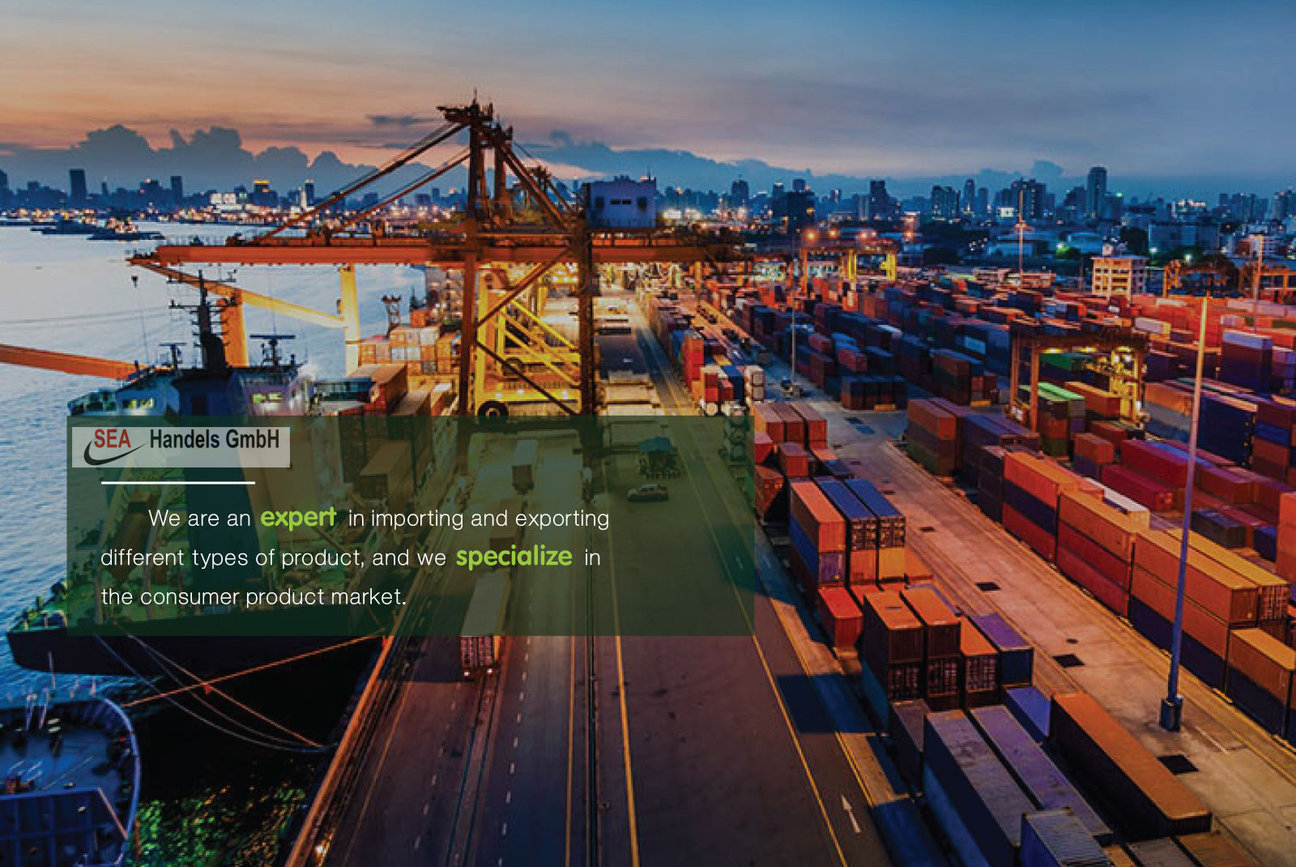 SEA Handels GmbH
We are an expert in importing and exporting
different types of product, and we specialize in
the consumer product market.